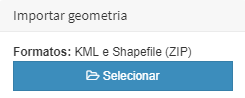 Importar geometria
Formatos: KML e Shapefile (ZIP)
Selecionar